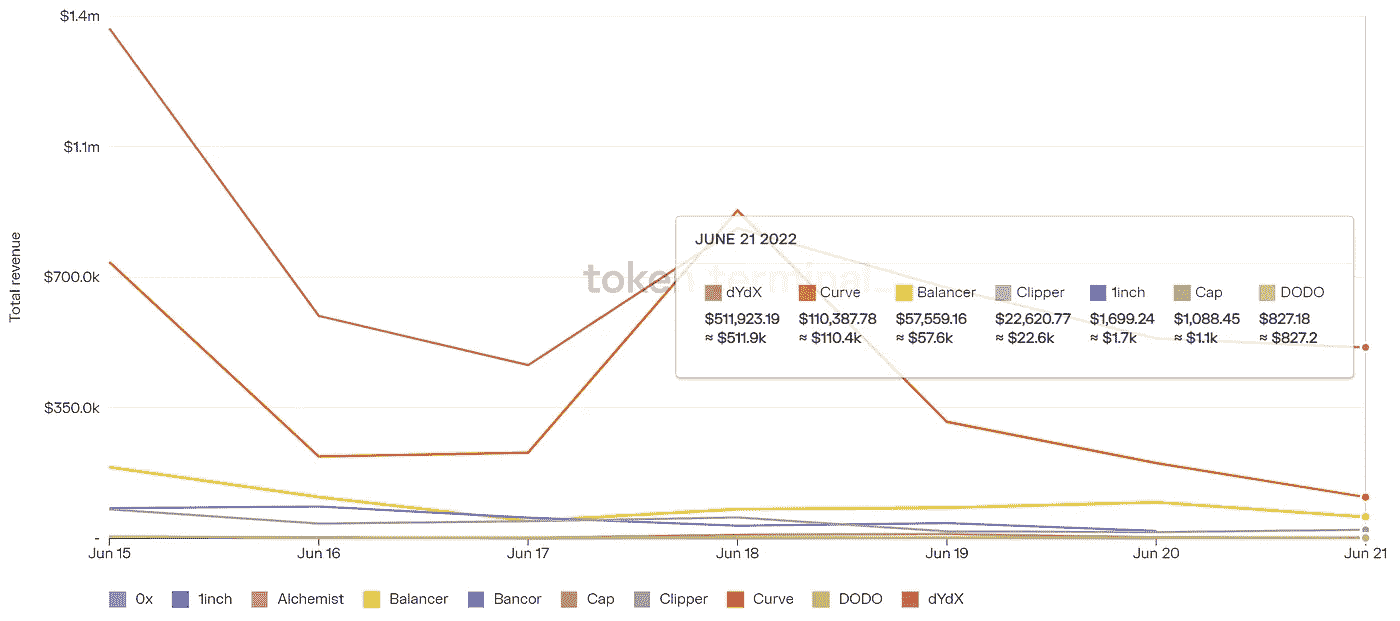 $1.4m
$1.1m
$700.0k
$350.0k
-
Total revenue
token terminal_
JUNE 21 2022
dYdX Curve Balancer Clipper 1inch Cap DODO
$511,923.19 $110,387.78 $57,559.16 $22,620.77 $1,699.24 $1,088.45 $827.18
≈ $511.9k ≈ $110.4k ≈ $57.6k ≈ $22.6k ≈ $1.7k ≈ $1.1k ≈ $827.2
Jun 15 Jun 16 Jun 17 Jun 18 Jun 19 Jun 20 Jun 21
0x 1inch Alchemist Balancer Bancor Cap Clipper Curve DODO dYdX